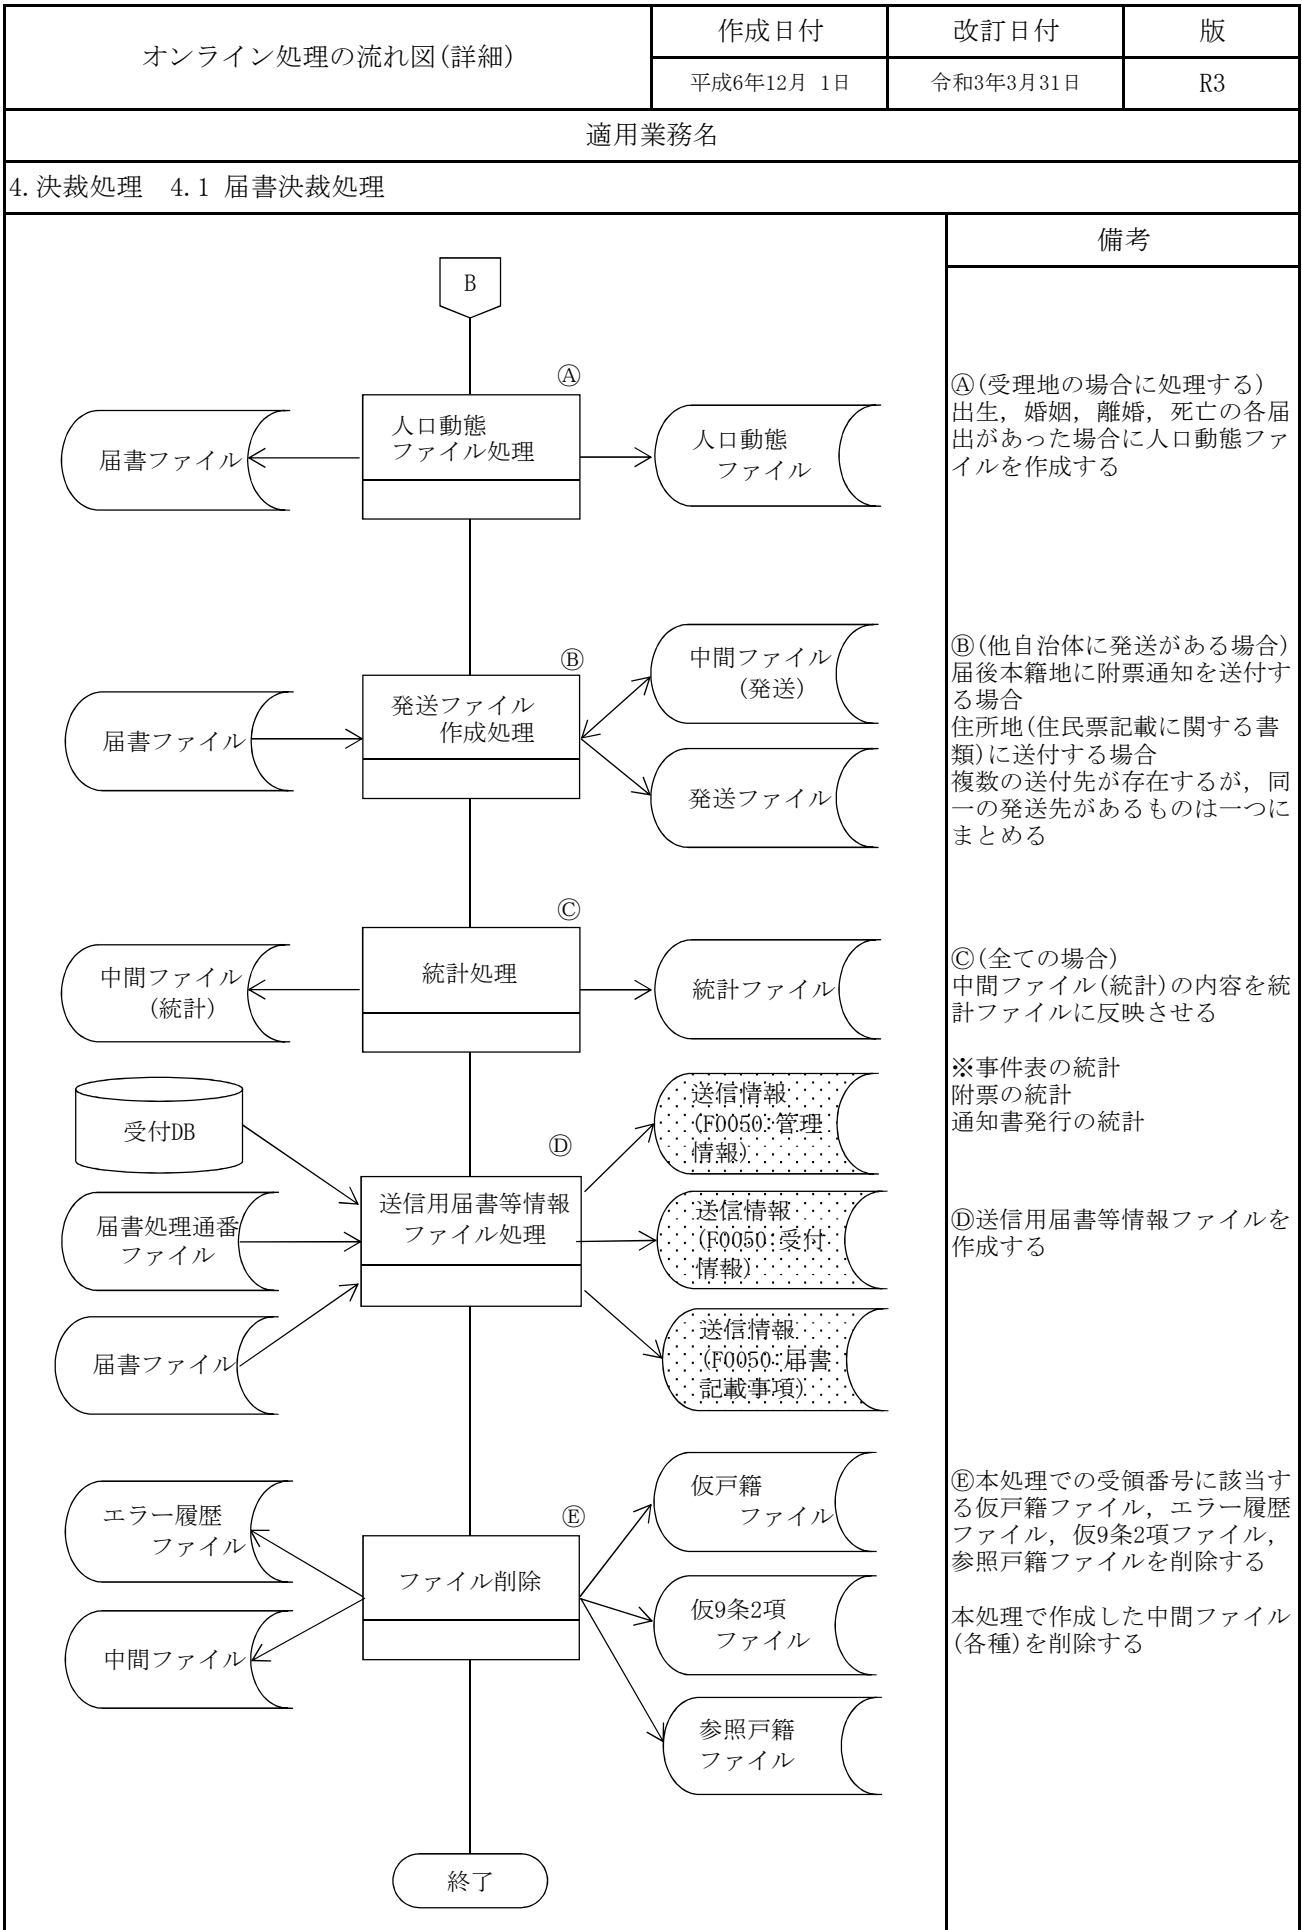 オンライン処理の流れ図(詳細)
作成日付
改訂日付
版
平成6年12月 1日
令和3年3月31日
R3
適用業務名
4.決裁処理　4.1 届書決裁処理
備考
B
Ⓐ
人口動態
ファイル処理
届書ファイル
人口動態
ファイル
Ⓐ(受理地の場合に処理する)
出生，婚姻，離婚，死亡の各届
出があった場合に人口動態ファ
イルを作成する
Ⓑ
発送ファイル
作成処理
届書ファイル
中間ファイル
(発送)
発送ファイル
Ⓑ(他自治体に発送がある場合)
届後本籍地に附票通知を送付す
る場合
住所地(住民票記載に関する書
類)に送付する場合
複数の送付先が存在するが，同
一の発送先があるものは一つに
まとめる
Ⓒ
統計処理
中間ファイル
(統計)
統計ファイル
Ⓒ(全ての場合)
中間ファイル(統計)の内容を統
計ファイルに反映させる
※事件表の統計
附票の統計
通知書発行の統計
受付DB
届書処理通番
ファイル
届書ファイル
Ⓓ
送信用届書等情報
ファイル処理
送信情報
(F0050:管理
情報)
送信情報
(F0050:受付
情報)
送信情報
(F0050:届書
記載事項)
Ⓓ送信用届書等情報ファイルを
作成する
エラー履歴
ファイル
中間ファイル
Ⓔ
ファイル削除
仮戸籍
ファイル
仮9条2項
ファイル
参照戸籍
ファイル
Ⓔ本処理での受領番号に該当す
る仮戸籍ファイル，エラー履歴
ファイル，仮9条2項ファイル，
参照戸籍ファイルを削除する
本処理で作成した中間ファイル
(各種)を削除する
終了